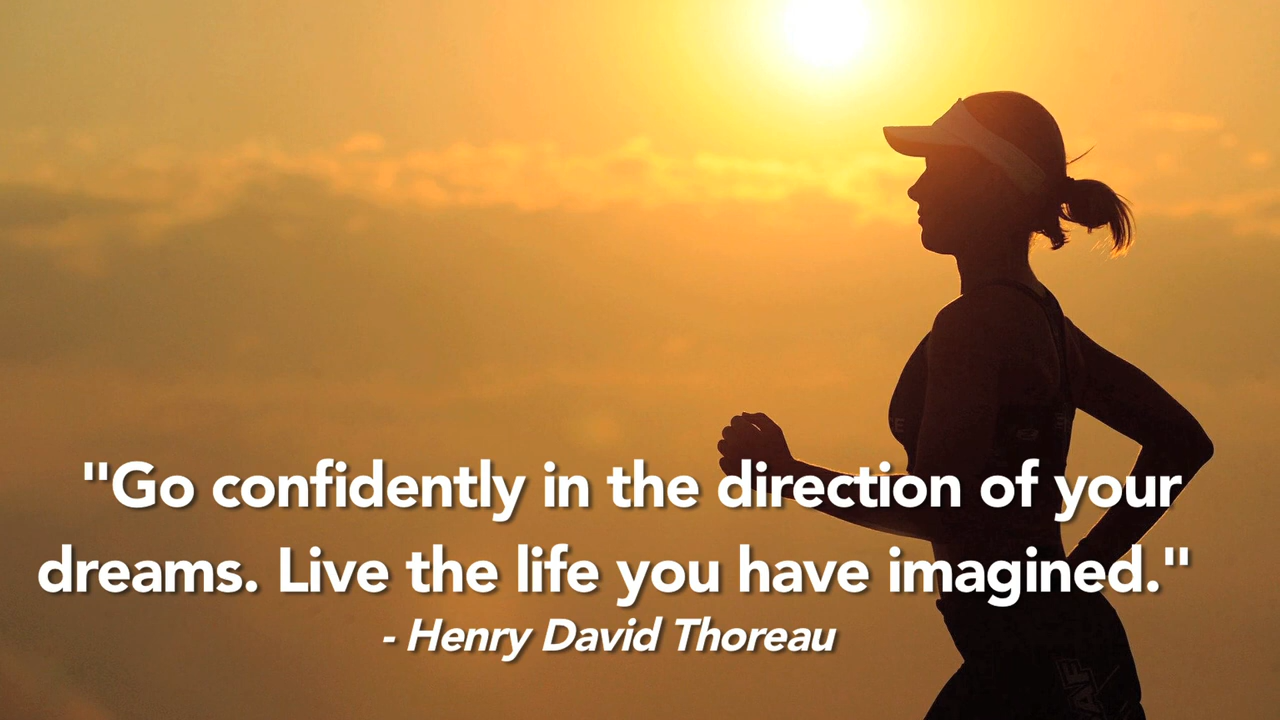 "Go confidently in the direction of your
dreams. Live the life you have imagined."
- Henry David Thoreau